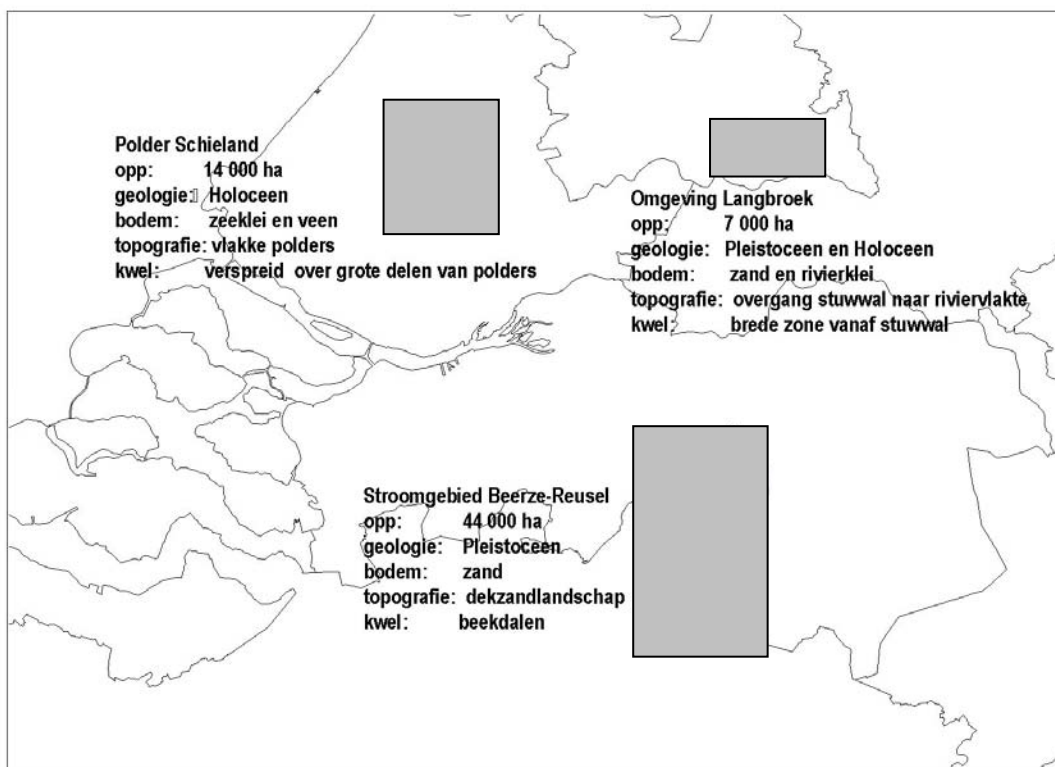 Polder Schieland
opp: 14 000 ha
geologie: Holoceen
bodem: zeeklei en veen
topografie: vlakke polders
kwel: verspreid over grote delen van polders
Omgeving Langbroek
opp: 7 000 ha
geologie: Pleistoceen en Holoceen
bodem: zand en rivierklei
topografie: overgang stuwwal naar riviervlakte
kwel: brede zone vanaf stuwwal
Stroomgebied Beerze-Reusel
opp: 44 000 ha
geologie: Pleistoceen
bodem: zand
topografie: dekzandlandschap
kwel: beekdalen